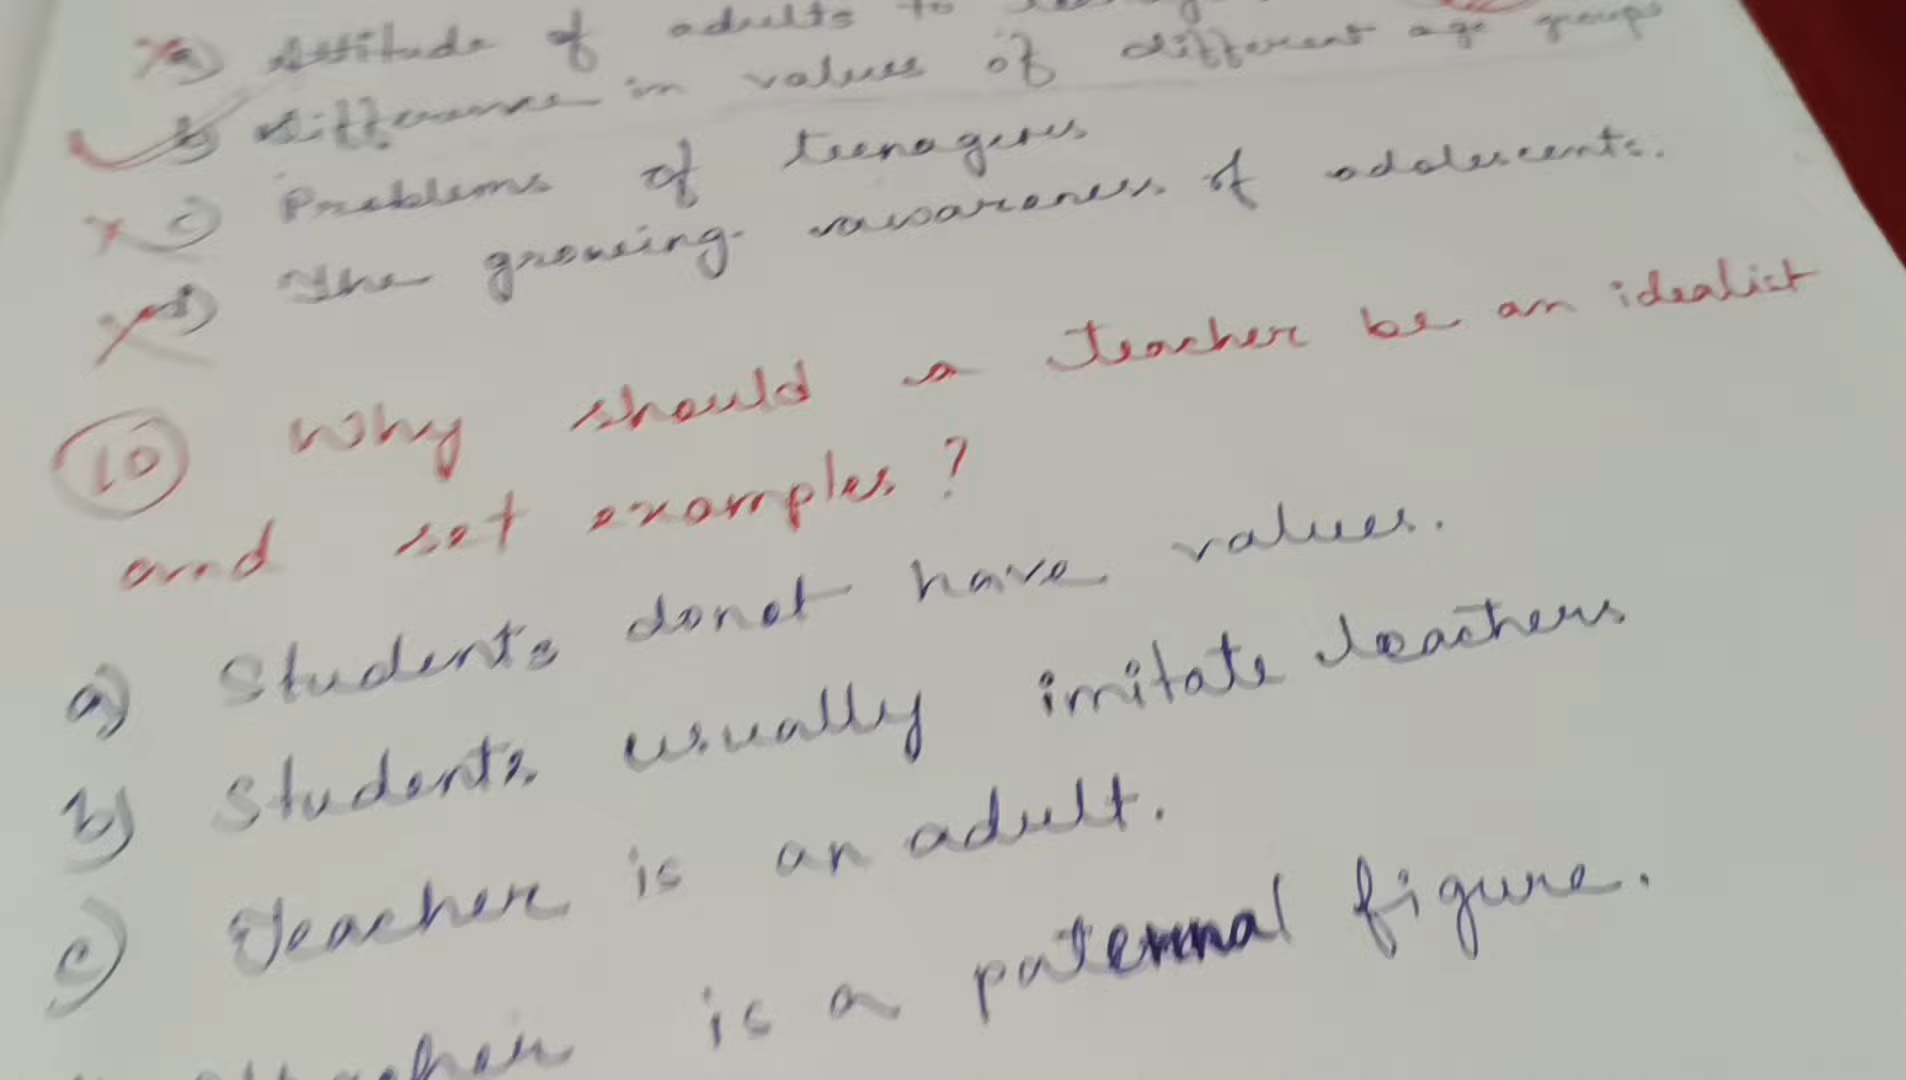 a) Attitude of adults to
b) difference in values of different age groups
c) Problems of teenagers
d) The growing awareness of adolescents.
10 Why should a teacher be an idealist
and set examples?
a) Students donot have values.
b) Students usually imitate teachers
c) Teacher is an adult.
is a paternal figure.